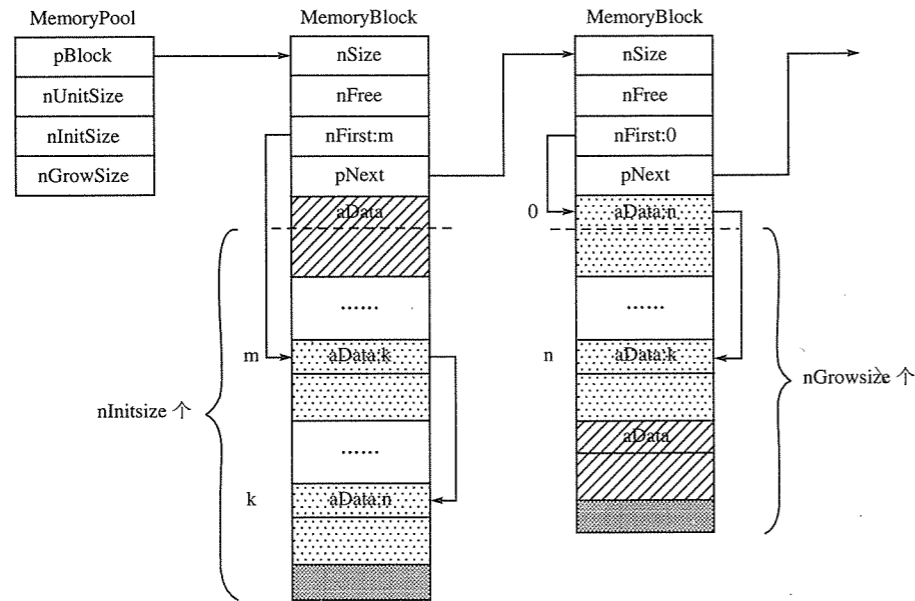 MemoryPool
pBlock
nUnitSize
nInitSize
nGrowSize
MemoryBlock
nSize
nFree
nFirst:m
pNext
aData
……
m
aData:k
……
k
aData:n
nInitsize 个
MemoryBlock
nSize
nFree
nFirst:0
pNext
0
aData:n
……
n
aData:k
aData
nGrowsize 个